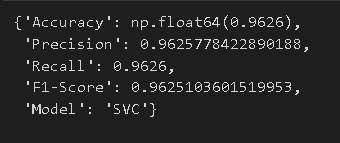 {'Accuracy': np.float64(0.9626),
 'Precision': 0.9625778422890188,
 'Recall': 0.9626,
 'F1-Score': 0.9625103601519953,
 'Model': 'SVC'}